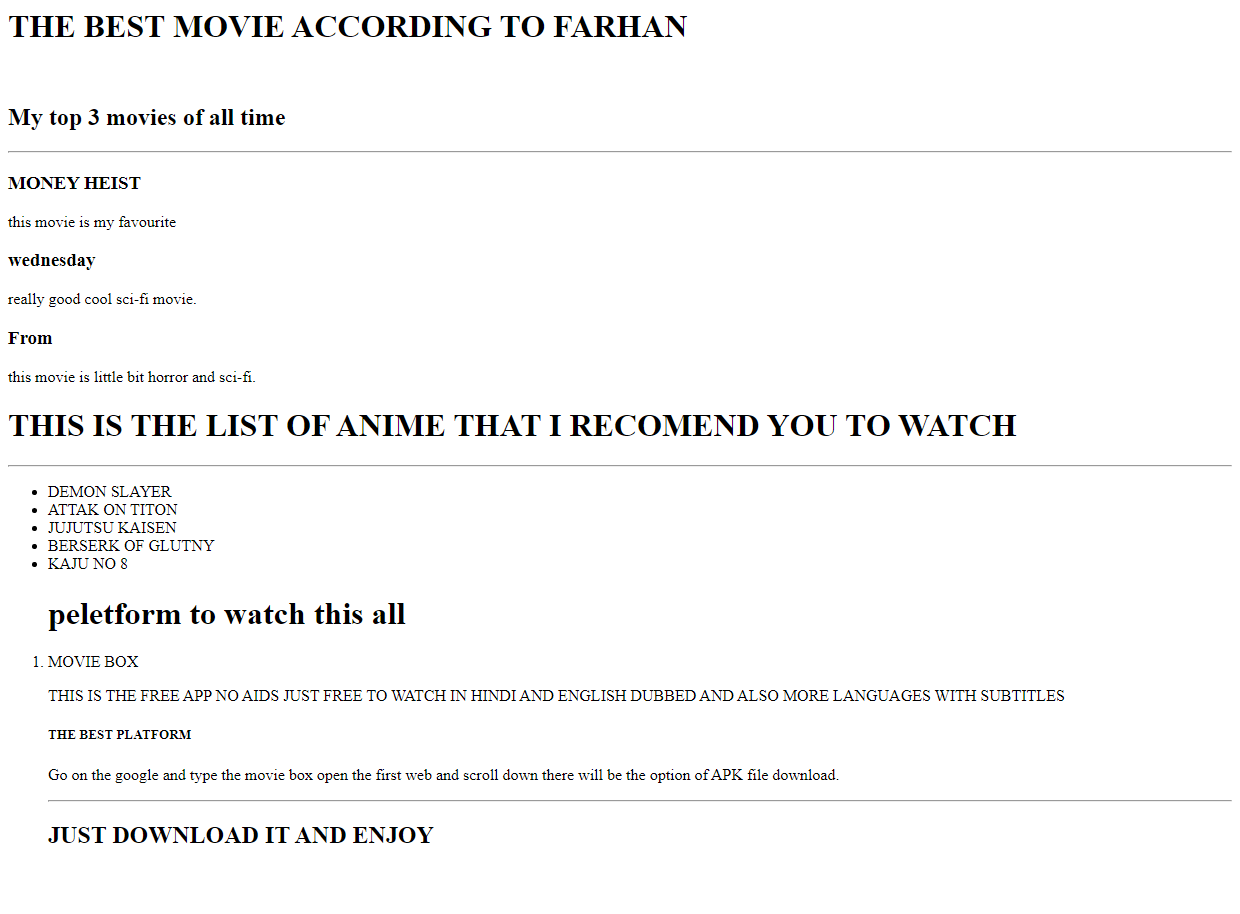 THE BEST MOVIE ACCORDING TO FARHAN
My top 3 movies of all time
MONEY HEIST
this movie is my favourite
wednesday
really good cool sci-fi movie.
From
this movie is little bit horror and sci-fi.
THIS IS THE LIST OF ANIME THAT I RECOMEND YOU TO WATCH
• DEMON SLAYER
• ATTAK ON TITON
• JUJUTSU KAISEN
• BERSERK OF GLUTNY
• KAJU NO 8
peletform to watch this all
1. MOVIE BOX
THIS IS THE FREE APP NO AIDS JUST FREE TO WATCH IN HINDI AND ENGLISH DUBBED AND ALSO MORE LANGUAGES WITH SUBTITLES
THE BEST PLATFORM
Go on the google and type the movie box open the first web and scroll down there will be the option of APK file download.
JUST DOWNLOAD IT AND ENJOY